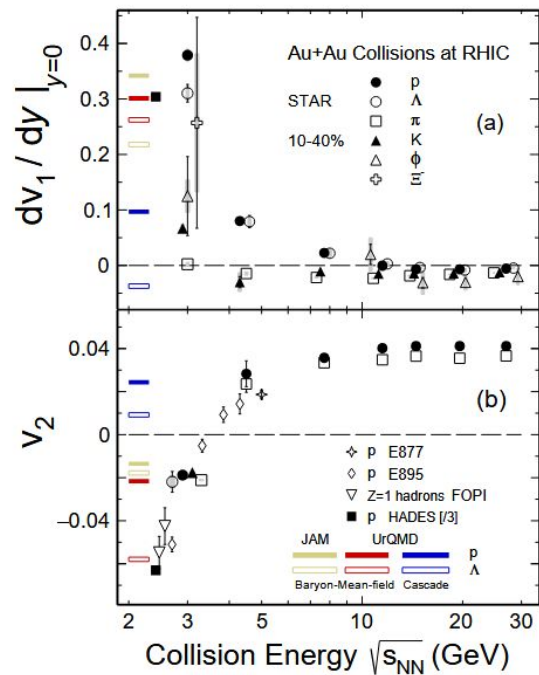 Au+Au Collisions at RHIC
STAR
10-40%
p
Λ
π
K
ϕ
Ξ⁻
(a)
dv₁ / dy |y=0
0.4
0.3
0.2
0.1
0
(b)
v₂
0.04
0
−0.04
p E877
p E895
Z=1 hadrons FOPI
p HADES [/3]
JAM UrQMD
p
Λ
Baryon-Mean-field Cascade
2 3 4 5 10 20 30
Collision Energy √sNN (GeV)